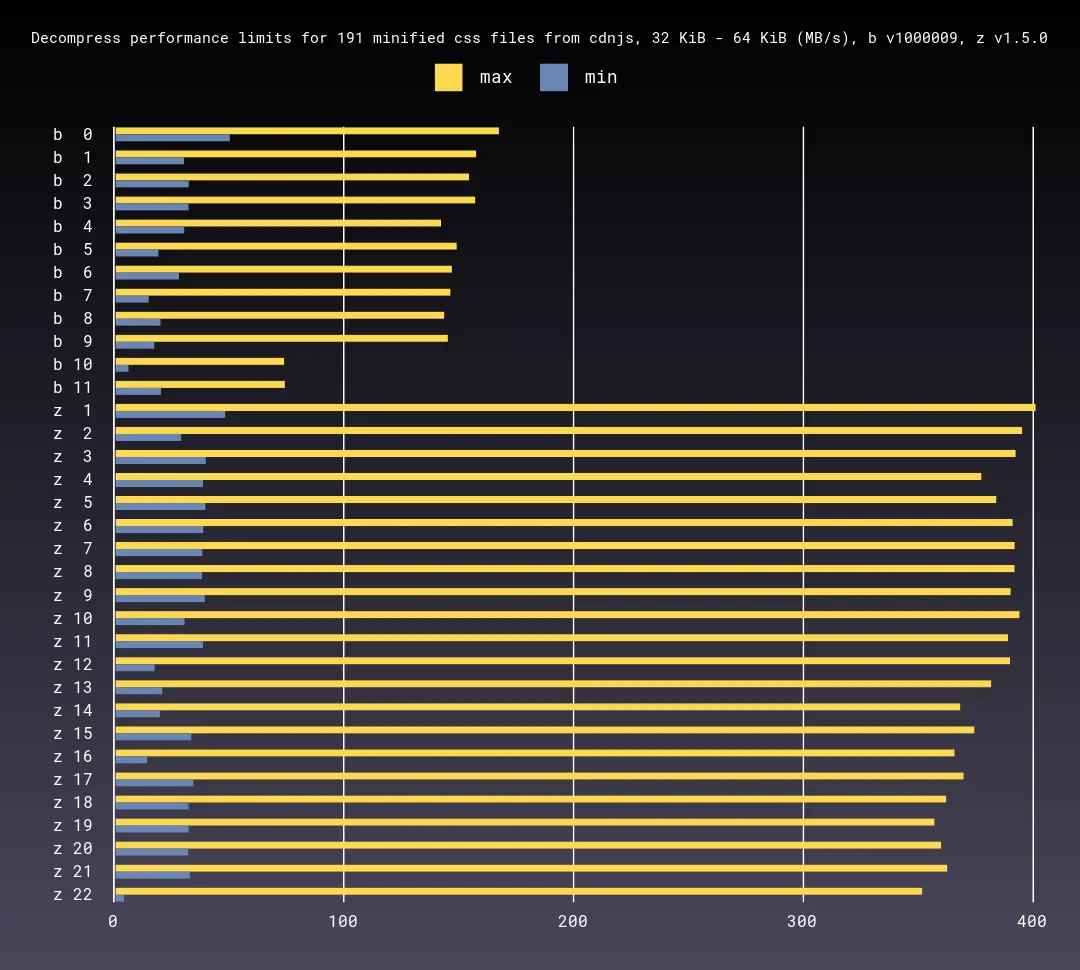 Decompress performance limits for 191 minified css files from cdnjs, 32 KiB - 64 KiB (MB/s), b v1000009, z v1.5.0
max min
b 0
b 1
b 2
b 3
b 4
b 5
b 6
b 7
b 8
b 9
b 10
b 11
z 1
z 2
z 3
z 4
z 5
z 6
z 7
z 8
z 9
z 10
z 11
z 12
z 13
z 14
z 15
z 16
z 17
z 18
z 19
z 20
z 21
z 22
0 100 200 300 400